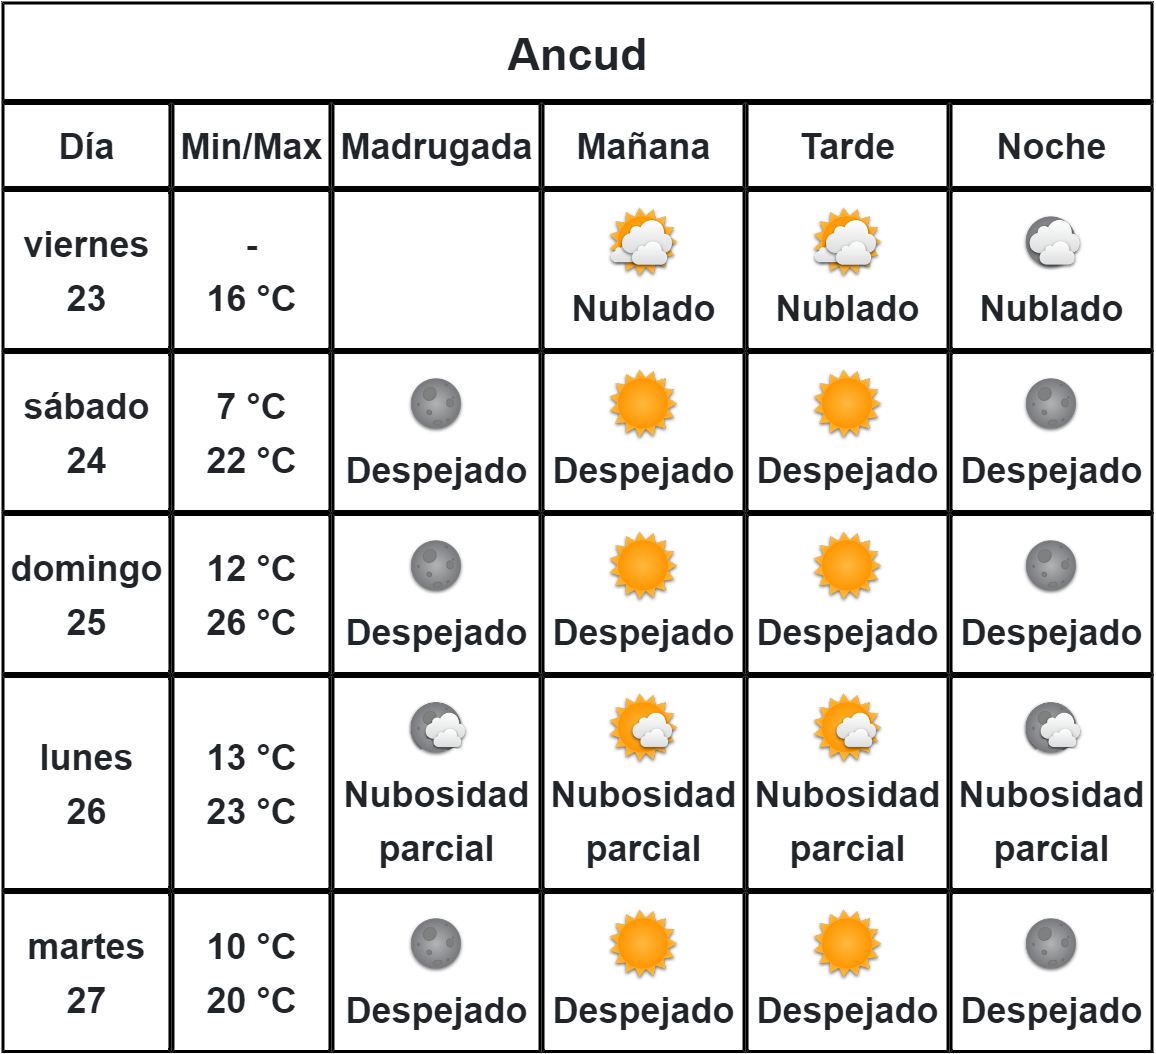 Ancud
Día Min/Max Madrugada Mañana Tarde Noche
viernes -
23 16 °C Nublado Nublado Nublado
sábado 7 °C
24 22 °C Despejado Despejado Despejado Despejado
domingo 12 °C
25 26 °C Despejado Despejado Despejado Despejado
lunes 13 °C Nubosidad Nubosidad Nubosidad Nubosidad
26 23 °C parcial parcial parcial parcial
martes 10 °C
27 20 °C Despejado Despejado Despejado Despejado